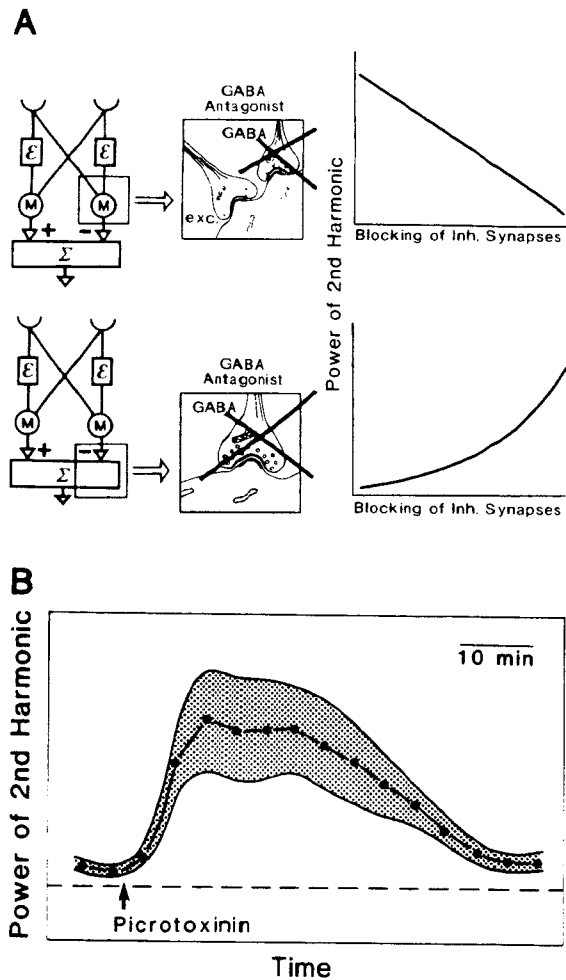 A
GABA
Antagonist
GABA
exc.
ε ε
M M
+ -
Σ
Power of 2nd Harmonic
Blocking of Inh. Synapses
GABA
Antagonist
GABA
ε ε
M M
+ -
Σ
Blocking of Inh. Synapses
B
Power of 2nd Harmonic
10 min
Picrotoxinin
Time